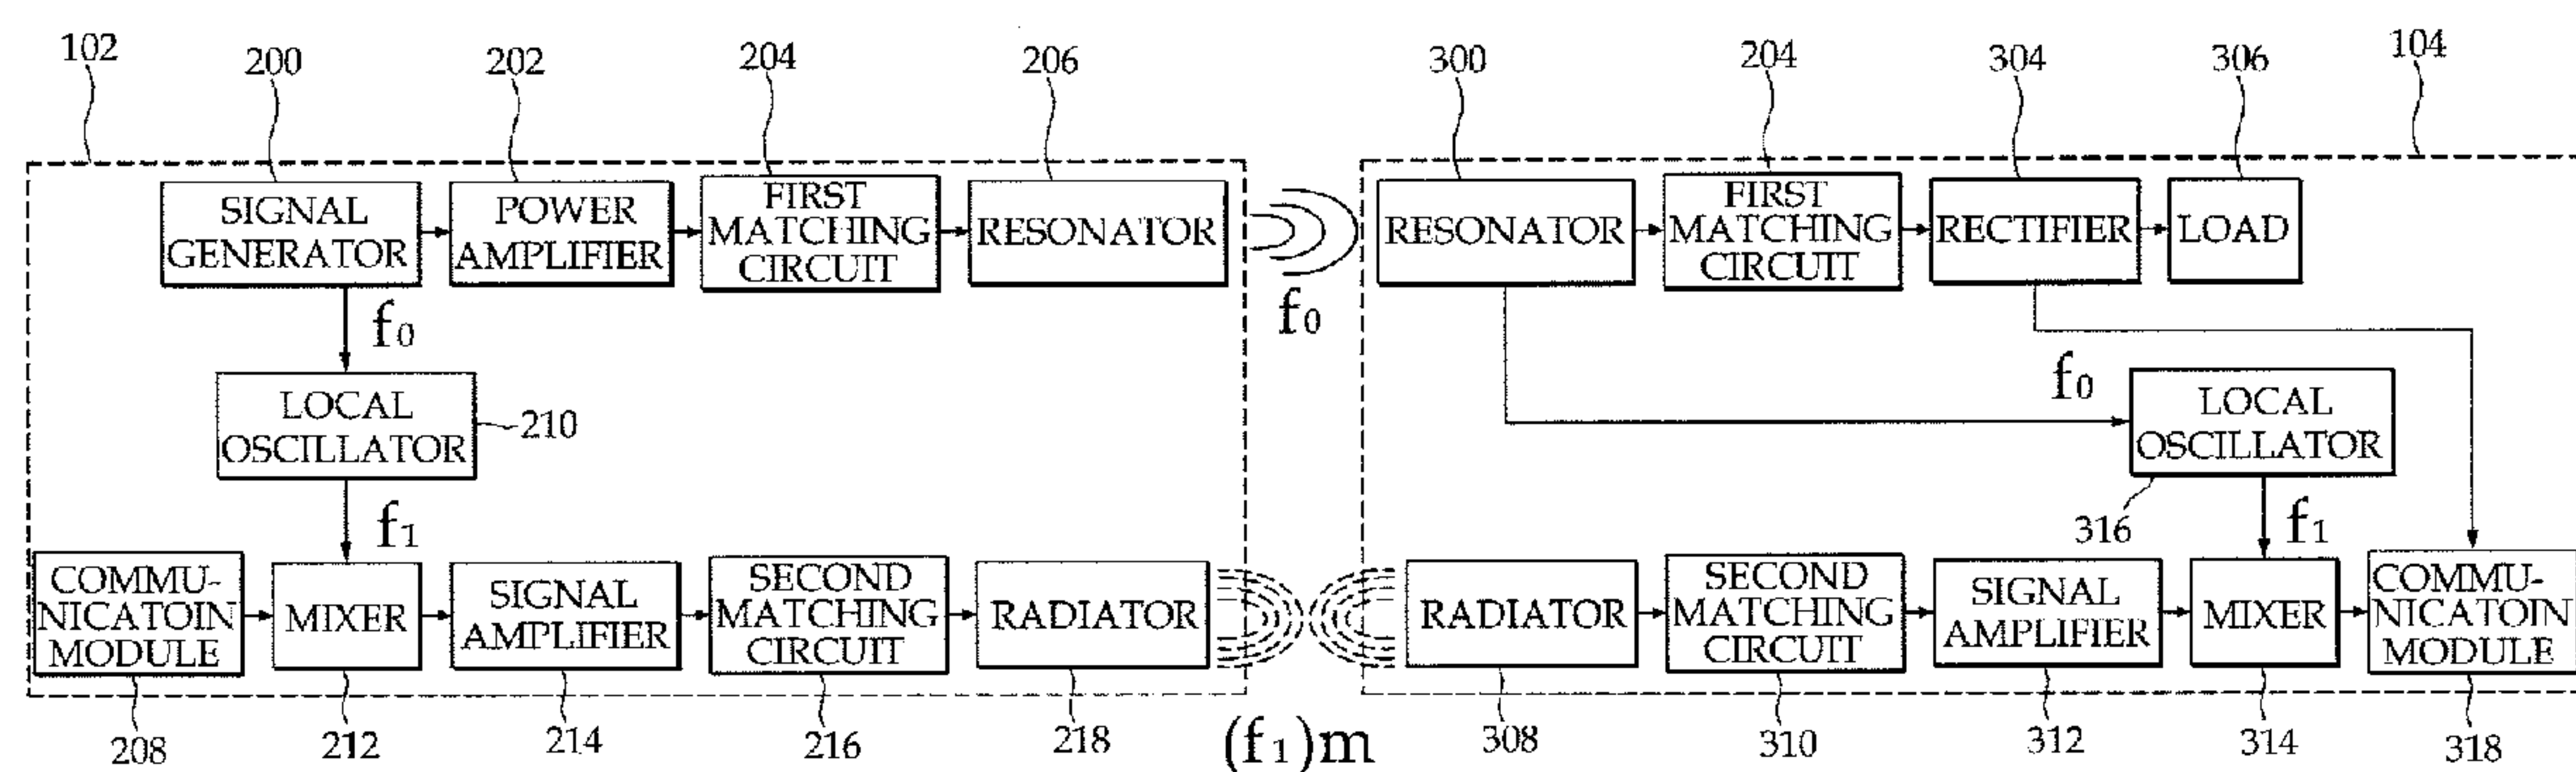 102
200
202
204
206
300
204
304
306
104
SIGNAL
GENERATOR
POWER
AMPLIFIER
FIRST
MATCHING
CIRCUIT
RESONATOR
RESONATOR
FIRST
MATCHING
CIRCUIT
RECTIFIER
LOAD
f0
f0
f0
LOCAL
OSCILLATOR
210
LOCAL
OSCILLATOR
316
f1
f1
COMMU-
NICATOIN
MODULE
MIXER
SIGNAL
AMPLIFIER
SECOND
MATCHING
CIRCUIT
RADIATOR
RADIATOR
SECOND
MATCHING
CIRCUIT
SIGNAL
AMPLIFIER
MIXER
COMMU-
NICATOIN
MODULE
208
212
214
216
218
(f1)m
308
310
312
314
318